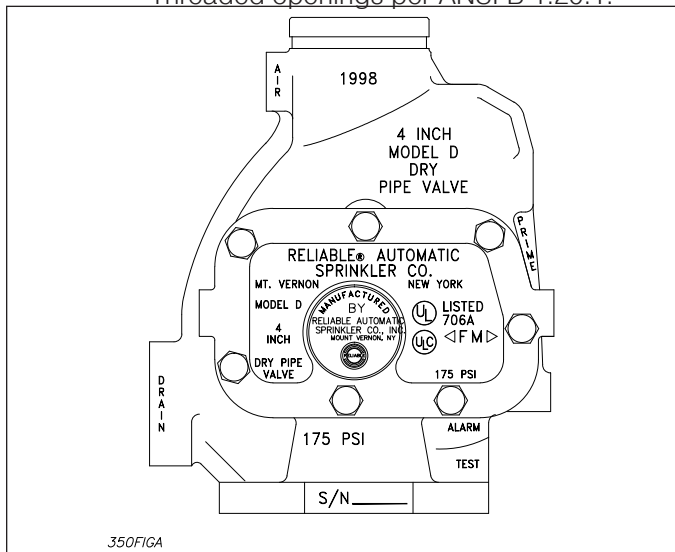 Threaded openings per ANSI B 1.20.1.
AIR
1998
4 INCH
MODEL D
DRY
PIPE VALVE
PRIME
RELIABLE® AUTOMATIC
SPRINKLER CO.
MT. VERNON NEW YORK
MODEL D
4
INCH
DRY PIPE
VALVE
MANUFACTURED
BY
RELIABLE AUTOMATIC
SPRINKLER CO., INC.
MOUNT VERNON, NY
RELIABLE
UL LISTED
706A
ULC FM
175 PSI
DRAIN
175 PSI
ALARM
TEST
S/N
350FIGA